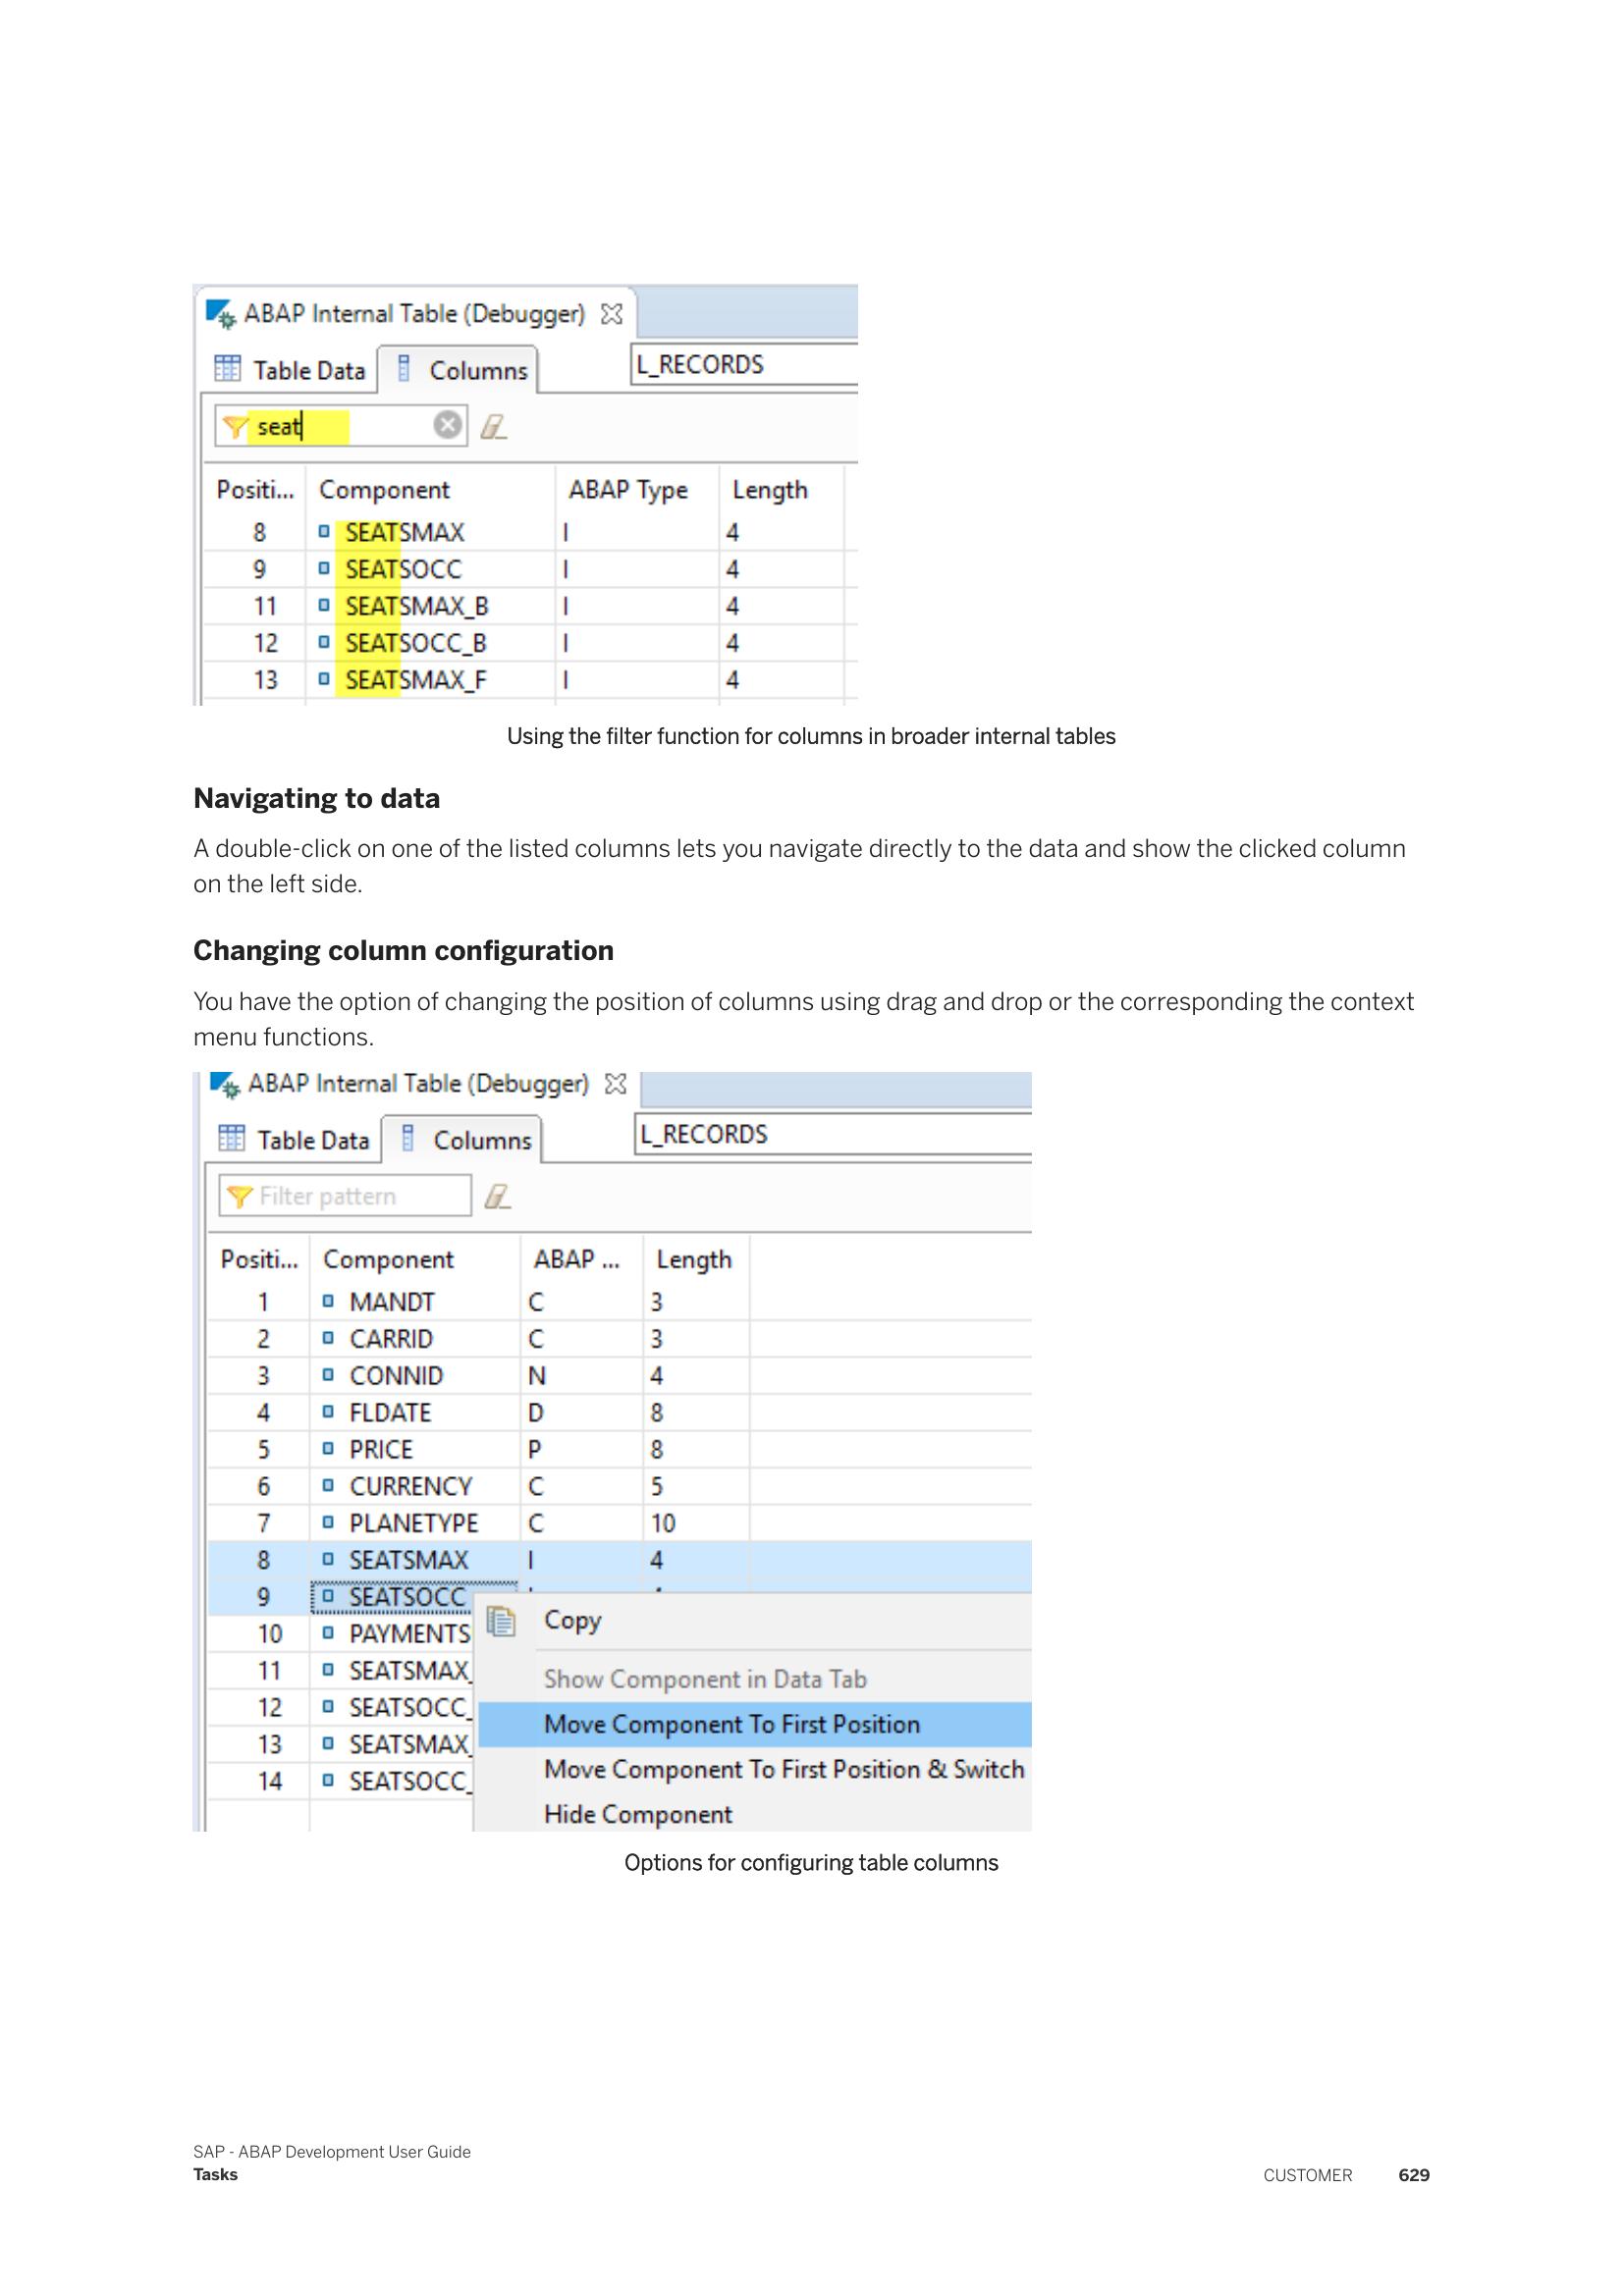 ABAP Internal Table (Debugger)
Table Data Columns L_RECORDS
seat
Positi... Component ABAP Type Length
8 SEATSMAX I 4
9 SEATSOCC I 4
11 SEATSMAX_B I 4
12 SEATSOCC_B I 4
13 SEATSMAX_F I 4
Using the filter function for columns in broader internal tables
Navigating to data
A double-click on one of the listed columns lets you navigate directly to the data and show the clicked column
on the left side.
Changing column configuration
You have the option of changing the position of columns using drag and drop or the corresponding the context
menu functions.
ABAP Internal Table (Debugger)
Table Data Columns L_RECORDS
Filter pattern
Positi... Component ABAP ... Length
1 MANDT C 3
2 CARRID C 3
3 CONNID N 4
4 FLDATE D 8
5 PRICE P 8
6 CURRENCY C 5
7 PLANETYPE C 10
8 SEATSMAX I 4
9 SEATSOCC
Copy
10 PAYMENTS
11 SEATSMAX_
Show Component in Data Tab
12 SEATSOCC_
Move Component To First Position
13 SEATSMAX_
Move Component To First Position & Switch
14 SEATSOCC_
Hide Component
Options for configuring table columns
SAP - ABAP Development User Guide
Tasks
CUSTOMER 629